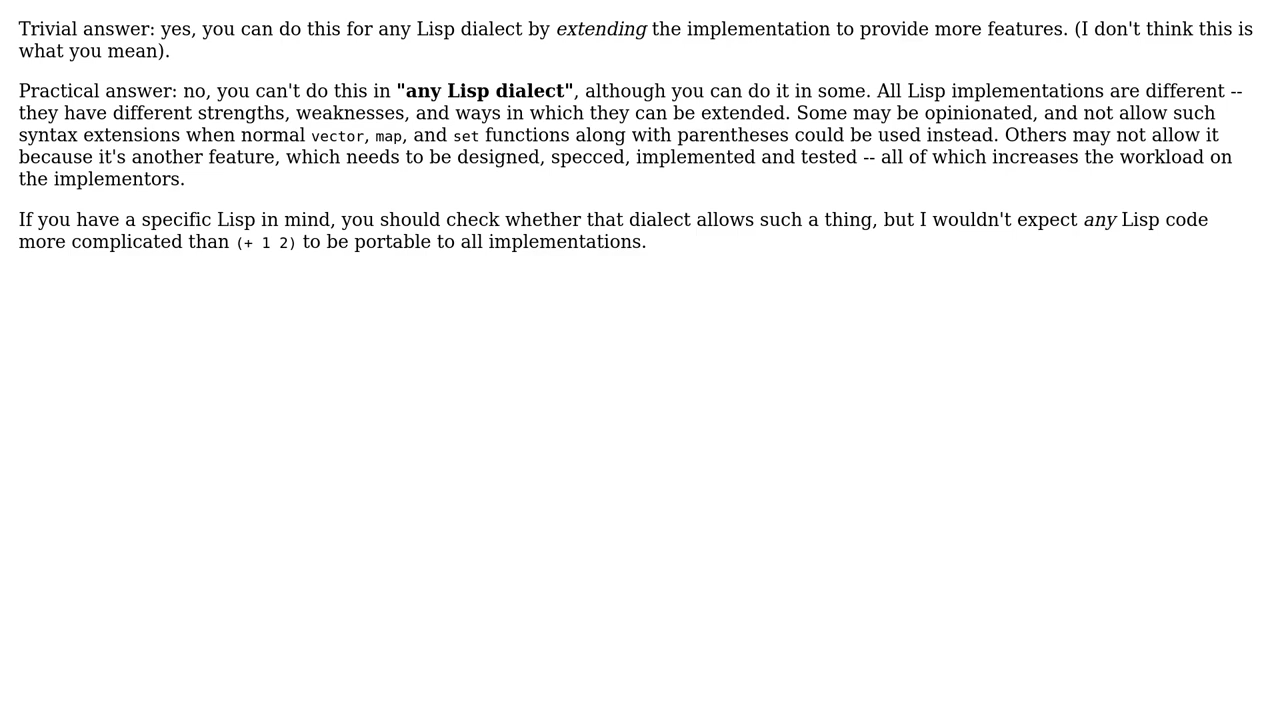 Trivial answer: yes, you can do this for any Lisp dialect by extending the implementation to provide more features. (I don't think this is
what you mean).
Practical answer: no, you can't do this in "any Lisp dialect", although you can do it in some. All Lisp implementations are different --
they have different strengths, weaknesses, and ways in which they can be extended. Some may be opinionated, and not allow such
syntax extensions when normal vector, map, and set functions along with parentheses could be used instead. Others may not allow it
because it's another feature, which needs to be designed, specced, implemented and tested -- all of which increases the workload on
the implementors.
If you have a specific Lisp in mind, you should check whether that dialect allows such a thing, but I wouldn't expect any Lisp code
more complicated than (+ 1 2) to be portable to all implementations.